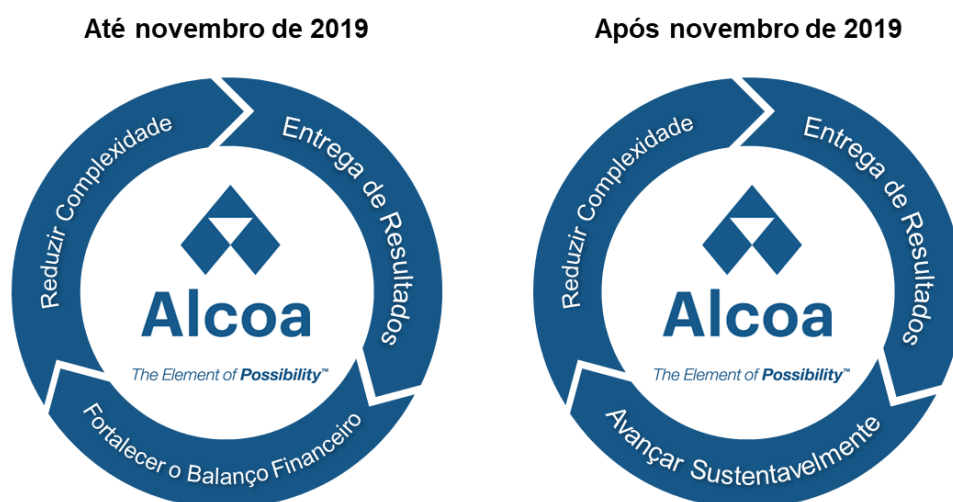 Até novembro de 2019
Reduzir Complexidade
Entrega de Resultados
Fortalecer o Balanço Financeiro
Alcoa
The Element of Possibility™
Após novembro de 2019
Reduzir Complexidade
Entrega de Resultados
Avançar Sustentavelmente
Alcoa
The Element of Possibility™